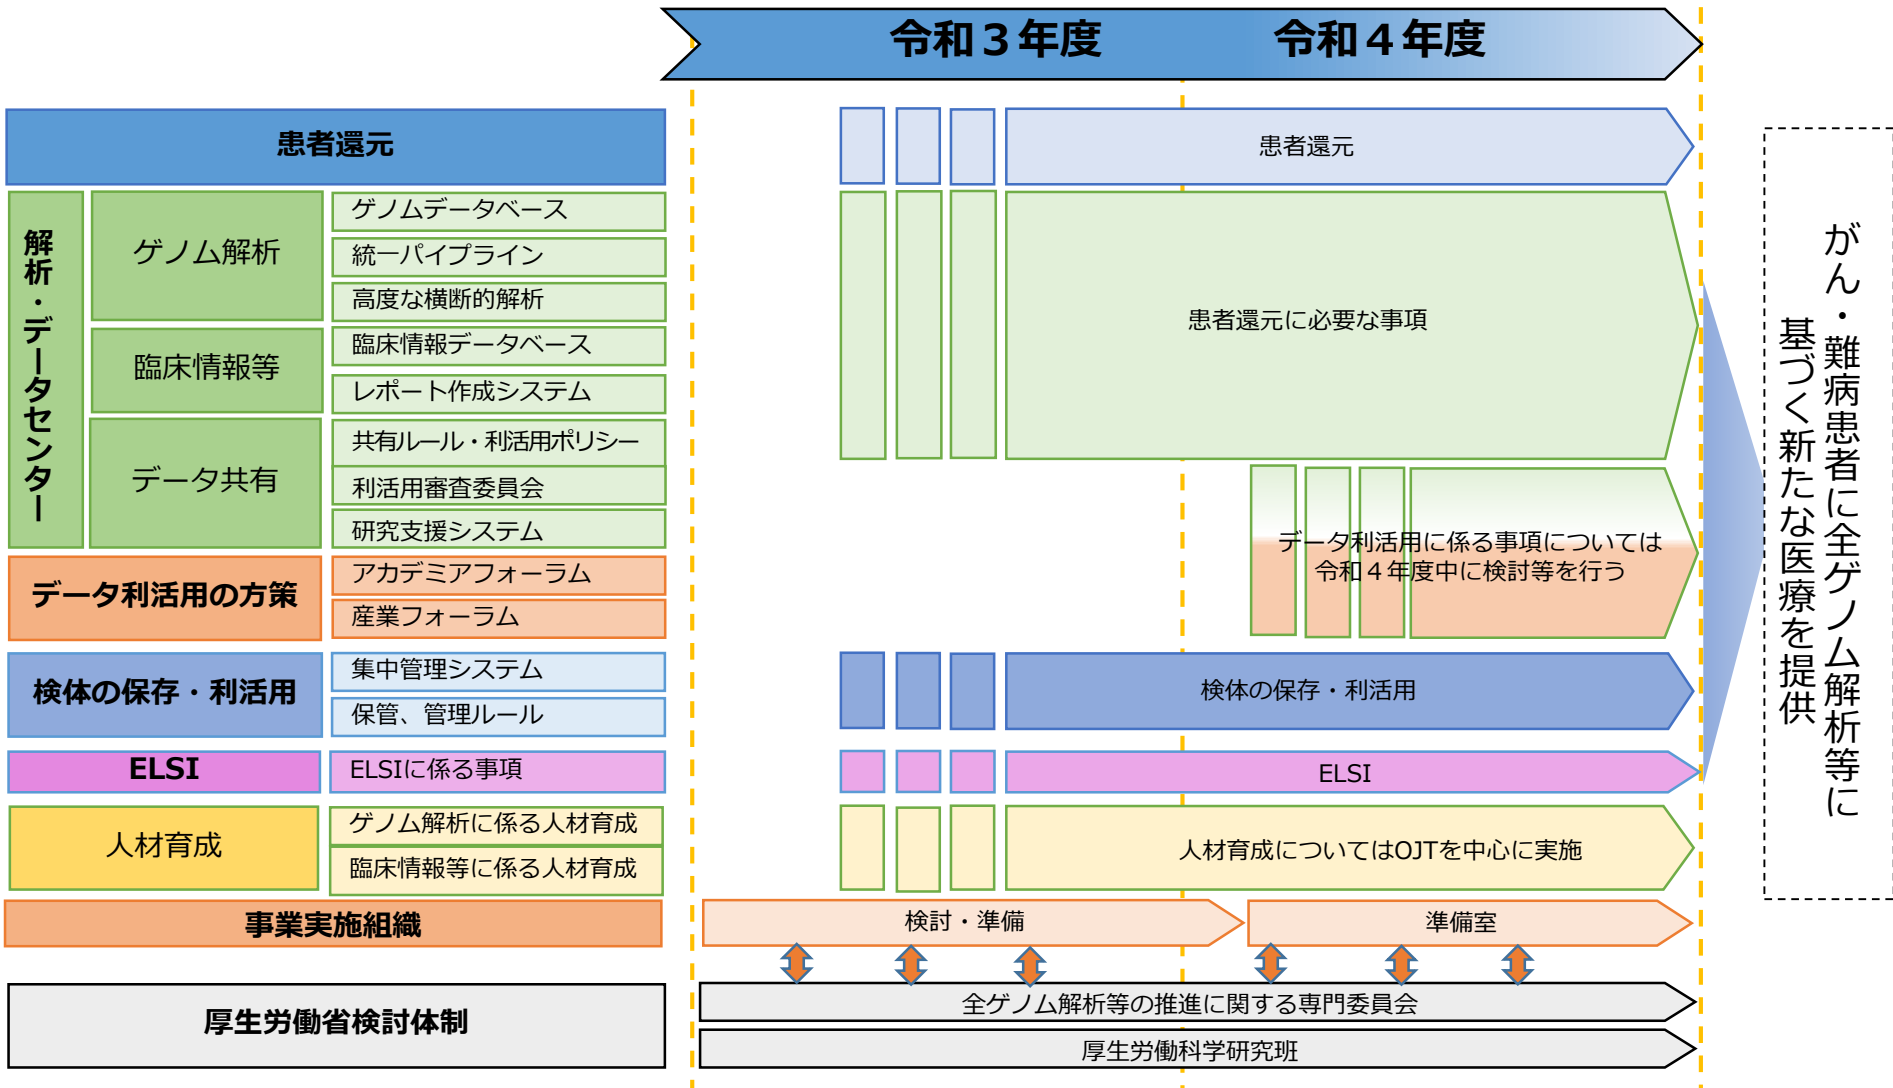 令和３年度
令和４年度
患者還元
患者還元
解析・データセンター
ゲノム解析
ゲノムデータベース
統一パイプライン
高度な横断的解析
臨床情報等
臨床情報データベース
レポート作成システム
データ共有
共有ルール・利活用ポリシー
利活用審査委員会
研究支援システム
患者還元に必要な事項
データ利活用の方策
アカデミアフォーラム
産業フォーラム
データ利活用に係る事項については
令和４年度中に検討等を行う
検体の保存・利活用
集中管理システム
保管、管理ルール
検体の保存・利活用
ELSI
ELSIに係る事項
ELSI
人材育成
ゲノム解析に係る人材育成
臨床情報等に係る人材育成
人材育成についてはOJTを中心に実施
事業実施組織
検討・準備
準備室
厚生労働省検討体制
全ゲノム解析等の推進に関する専門委員会
厚生労働科学研究班
がん・難病患者に全ゲノム解析等に
基づく新たな医療を提供